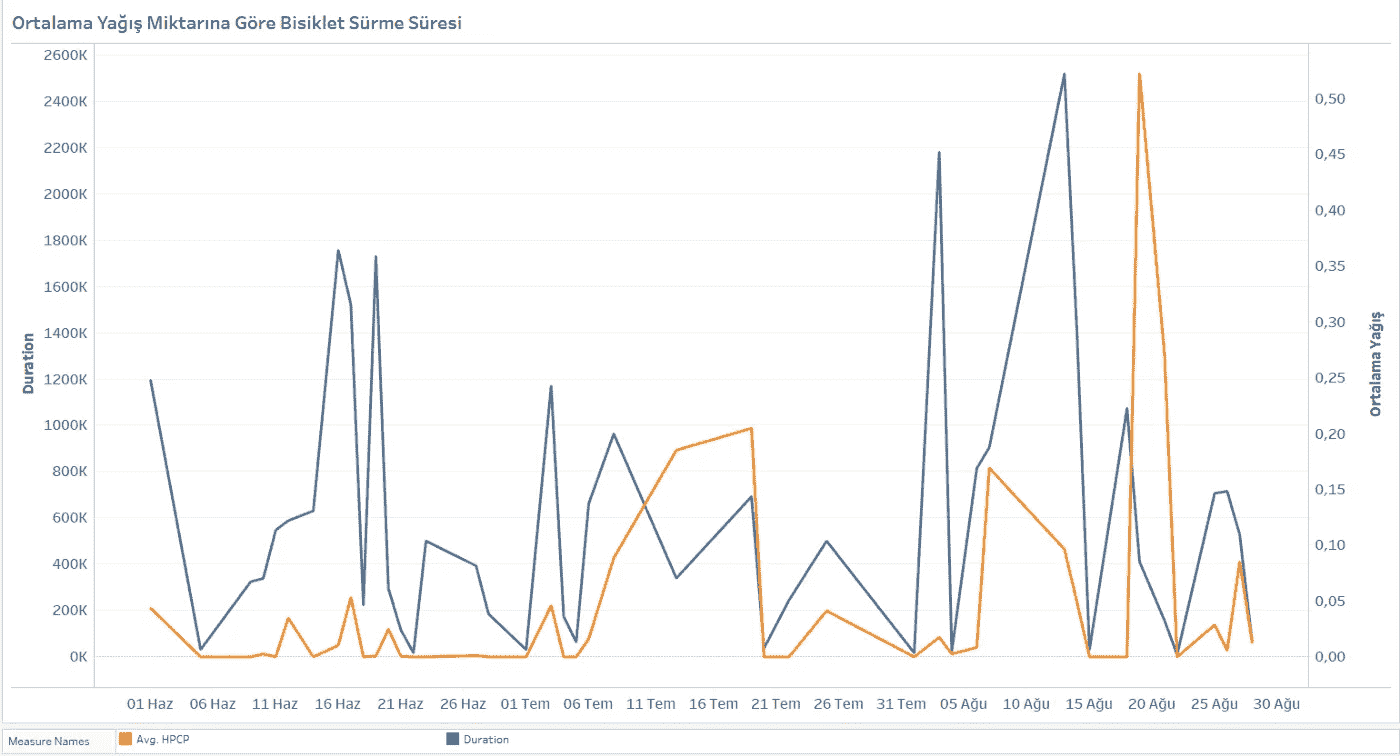 Ortalama Yağış Miktarına Göre Bisiklet Sürme Süresi
2600K
2400K
2200K
2000K
1800K
1600K
1400K
1200K
1000K
800K
600K
400K
200K
0K
Duration
0,50
0,45
0,40
0,35
0,30
0,25
0,20
0,15
0,10
0,05
0,00
Ortalama Yağış
01 Haz 06 Haz 11 Haz 16 Haz 21 Haz 26 Haz 01 Tem 06 Tem 11 Tem 16 Tem 21 Tem 26 Tem 31 Tem 05 Ağu 10 Ağu 15 Ağu 20 Ağu 25 Ağu 30 Ağu
Measure Names Avg. HPCP Duration